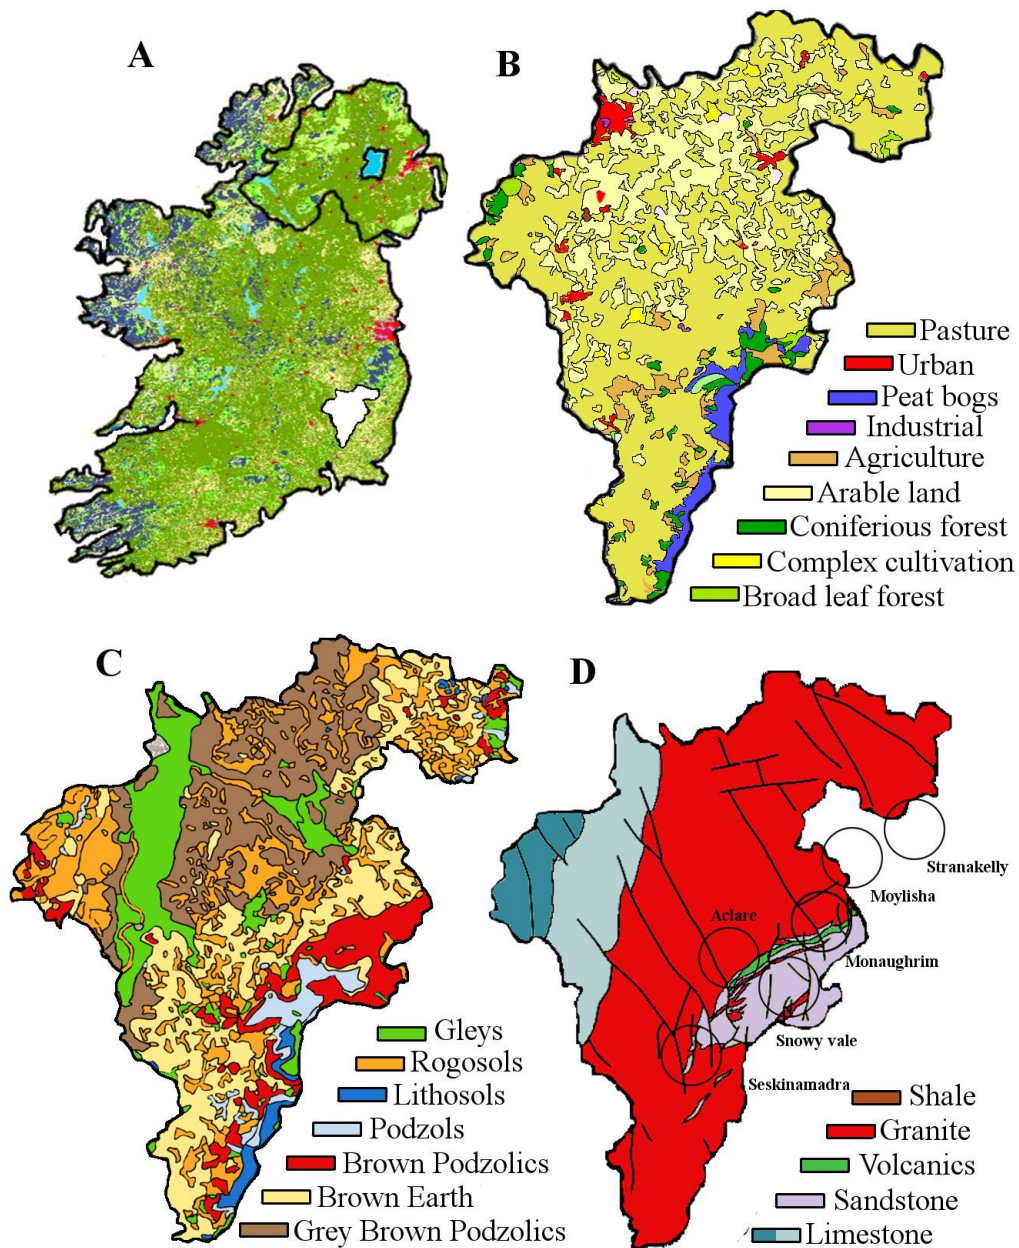 A
B
Pasture
Urban
Peat bogs
Industrial
Agriculture
Arable land
Coniferious forest
Complex cultivation
Broad leaf forest
C
Gleys
Rogosols
Lithosols
Podzols
Brown Podzolics
Brown Earth
Grey Brown Podzolics
D
Stranakelly
Moylisha
Aclare
Monaughrim
Snowy vale
Seskinamadra
Shale
Granite
Volcanics
Sandstone
Limestone